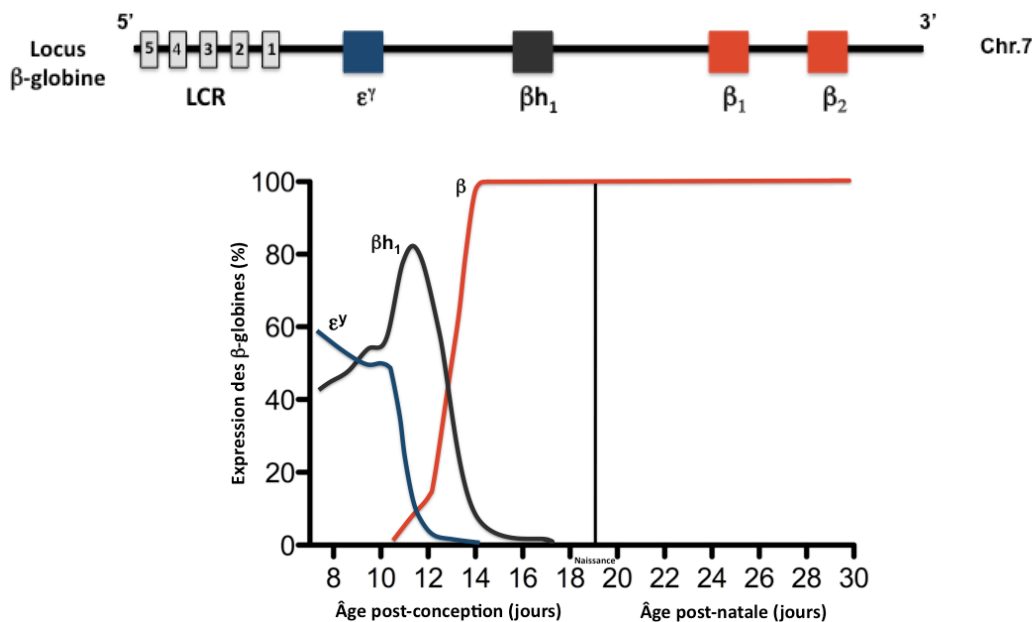 5’ 3’
Locus
β-globine
5 4 3 2 1
Chr.7
LCR εγ βh1 β1 β2
Expression des β-globines (%)
100
80
60
40
20
0
β
βh1
εy
8 10 12 14 16 18 20 22 24 26 28 30
Naissance
Âge post-conception (jours) Âge post-natale (jours)